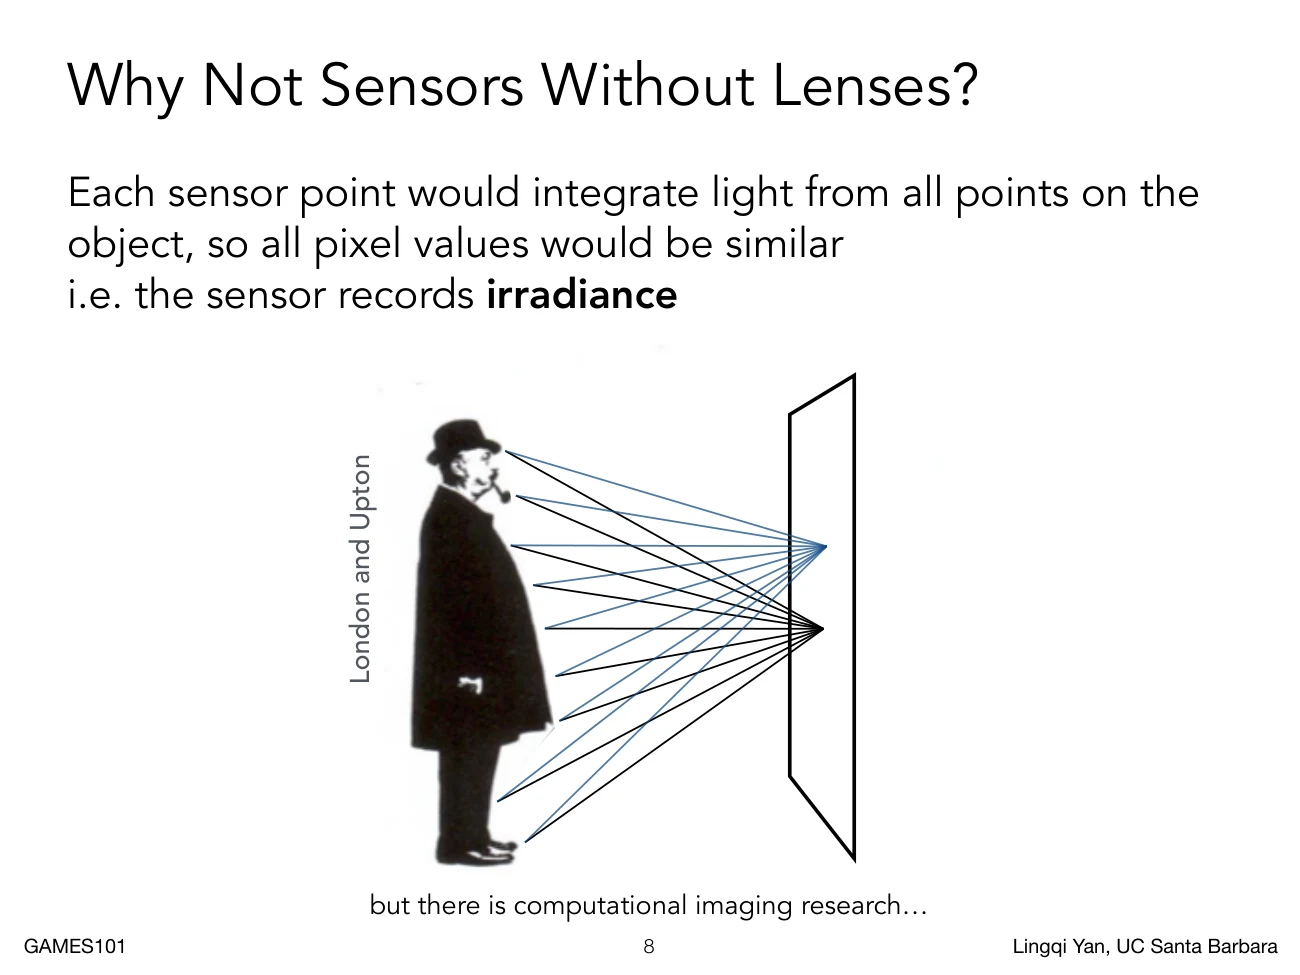 Why Not Sensors Without Lenses?
Each sensor point would integrate light from all points on the
object, so all pixel values would be similar
i.e. the sensor records irradiance
London and Upton
but there is computational imaging research…
GAMES101
8
Lingqi Yan, UC Santa Barbara